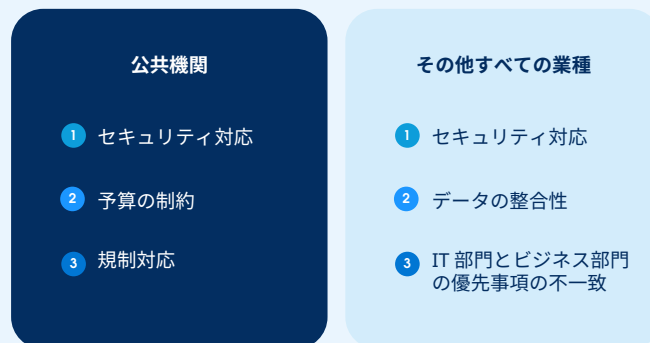 公共機関
1 セキュリティ対応
2 予算の制約
3 規制対応
その他すべての業種
1 セキュリティ対応
2 データの整合性
3 IT 部門とビジネス部門
の優先事項の不一致